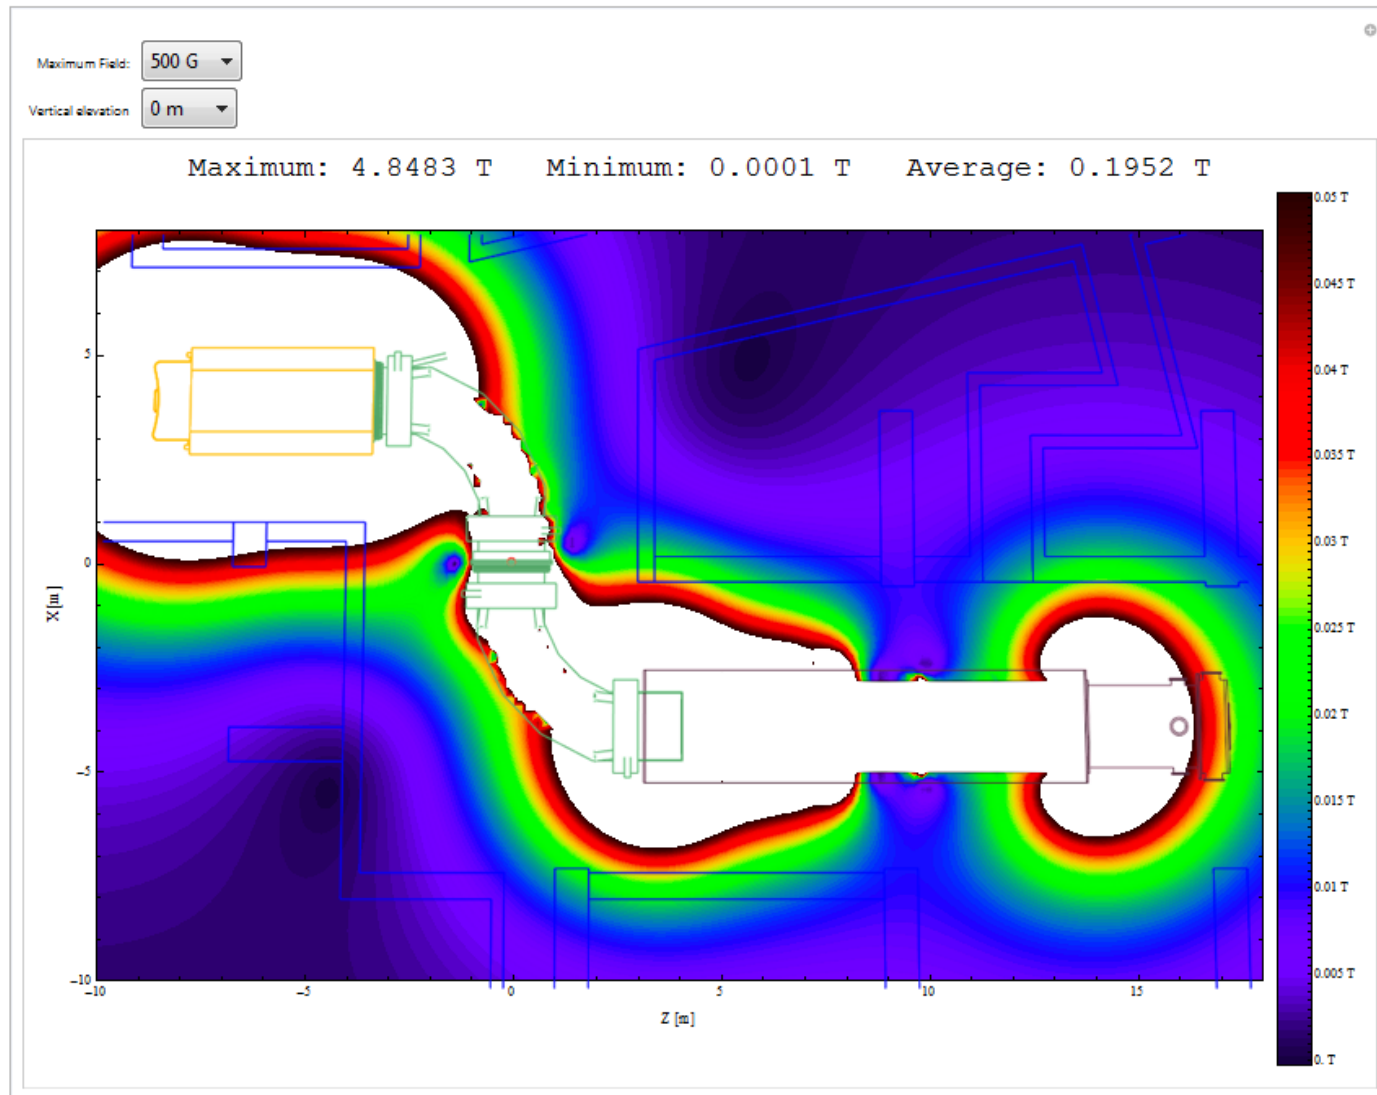 Maximum Field: 500 G
Vertical elevation 0 m
Maximum: 4.8483 T Minimum: 0.0001 T Average: 0.1952 T
0.05 T
0.045 T
0.04 T
0.035 T
0.03 T
0.025 T
0.02 T
0.015 T
0.01 T
0.005 T
0. T
5
0
-5
-10
X[m]
-10 -5 0 5 10 15
Z [m]